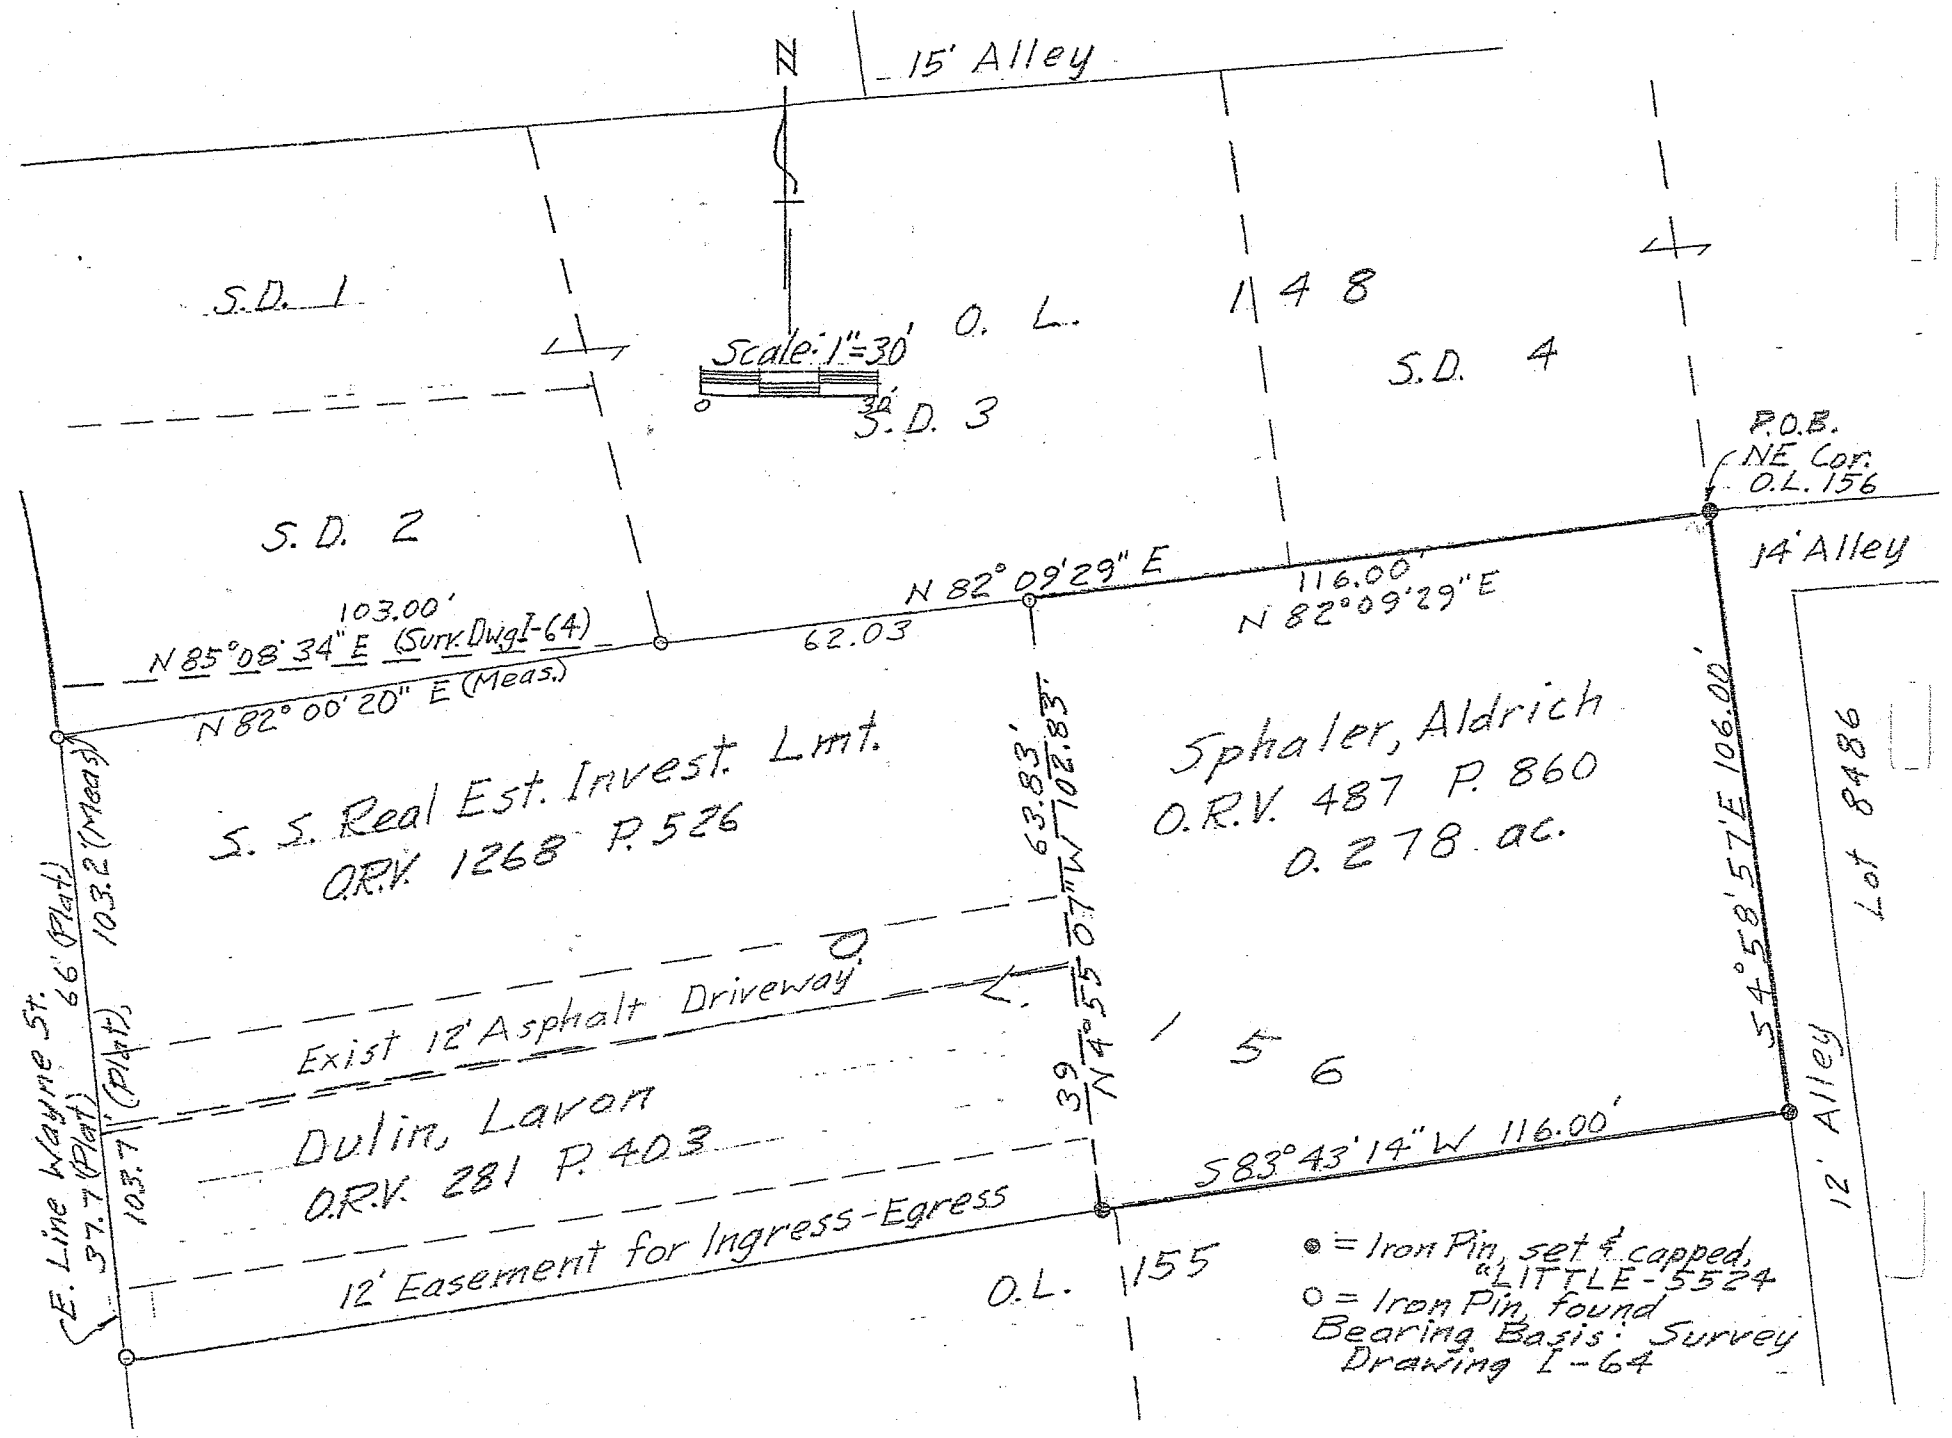 N
15' Alley
S.D. 1
O. L. 1 4 8
Scale: 1"=30'
0 30'
S.D. 3
S.D. 4
P.O.B.
NE Cor.
O.L. 156
S.D. 2
14' Alley
N 82° 09' 29" E
116.00'
N 82° 09' 29" E
103.00'
N 85° 08' 34" E (Surv. Dwg I-64)
62.03
N 82° 00' 20" E (Meas.)
S. S. Real Est. Invest. Lmt.
O.R.V. 1268 P. 526
Sphaler, Aldrich
O.R.V. 487 P. 860
0.278 ac.
63.83'
39
N 4° 55' 07" W 102.83'
S 4° 58' 57" E 106.00'
Lot 8486
12' Alley
E. Line Wayne St.
66' (Plat)
37.7 (Plat)
103.7' (Plat), 103.2' (Meas)
Exist 12' Asphalt Driveway
1 5 6
Dulin, Lavon
O.R.V. 281 P. 403
S 83° 43' 14" W 116.00'
12' Easement for Ingress-Egress
O.L. 155
● = Iron Pin, set & capped,
"LITTLE-5524
○ = Iron Pin, found
Bearing Basis: Survey
Drawing I-64